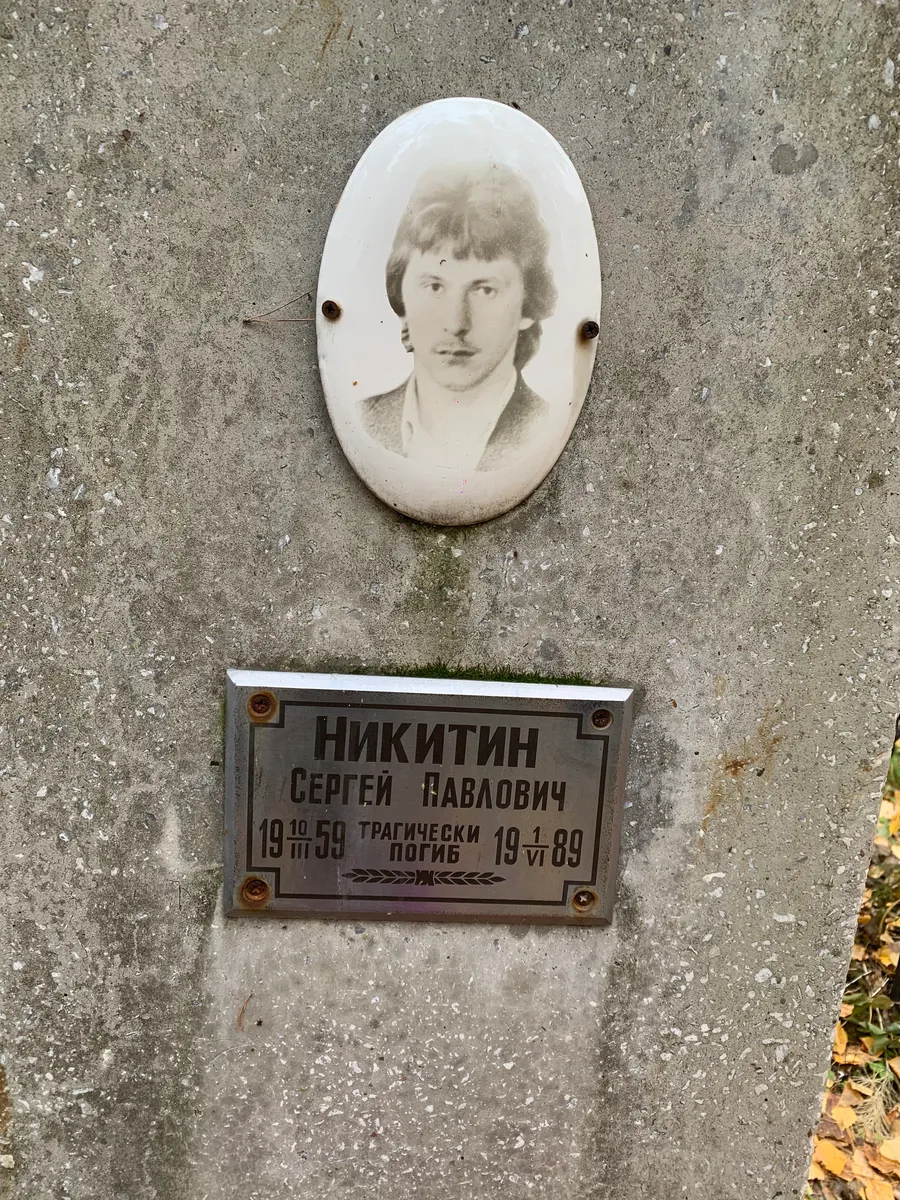 НИКИТИН
СЕРГЕЙ ПАВЛОВИЧ
19 10/III 59 ТРАГИЧЕСКИ ПОГИБ 19 1/VI 89